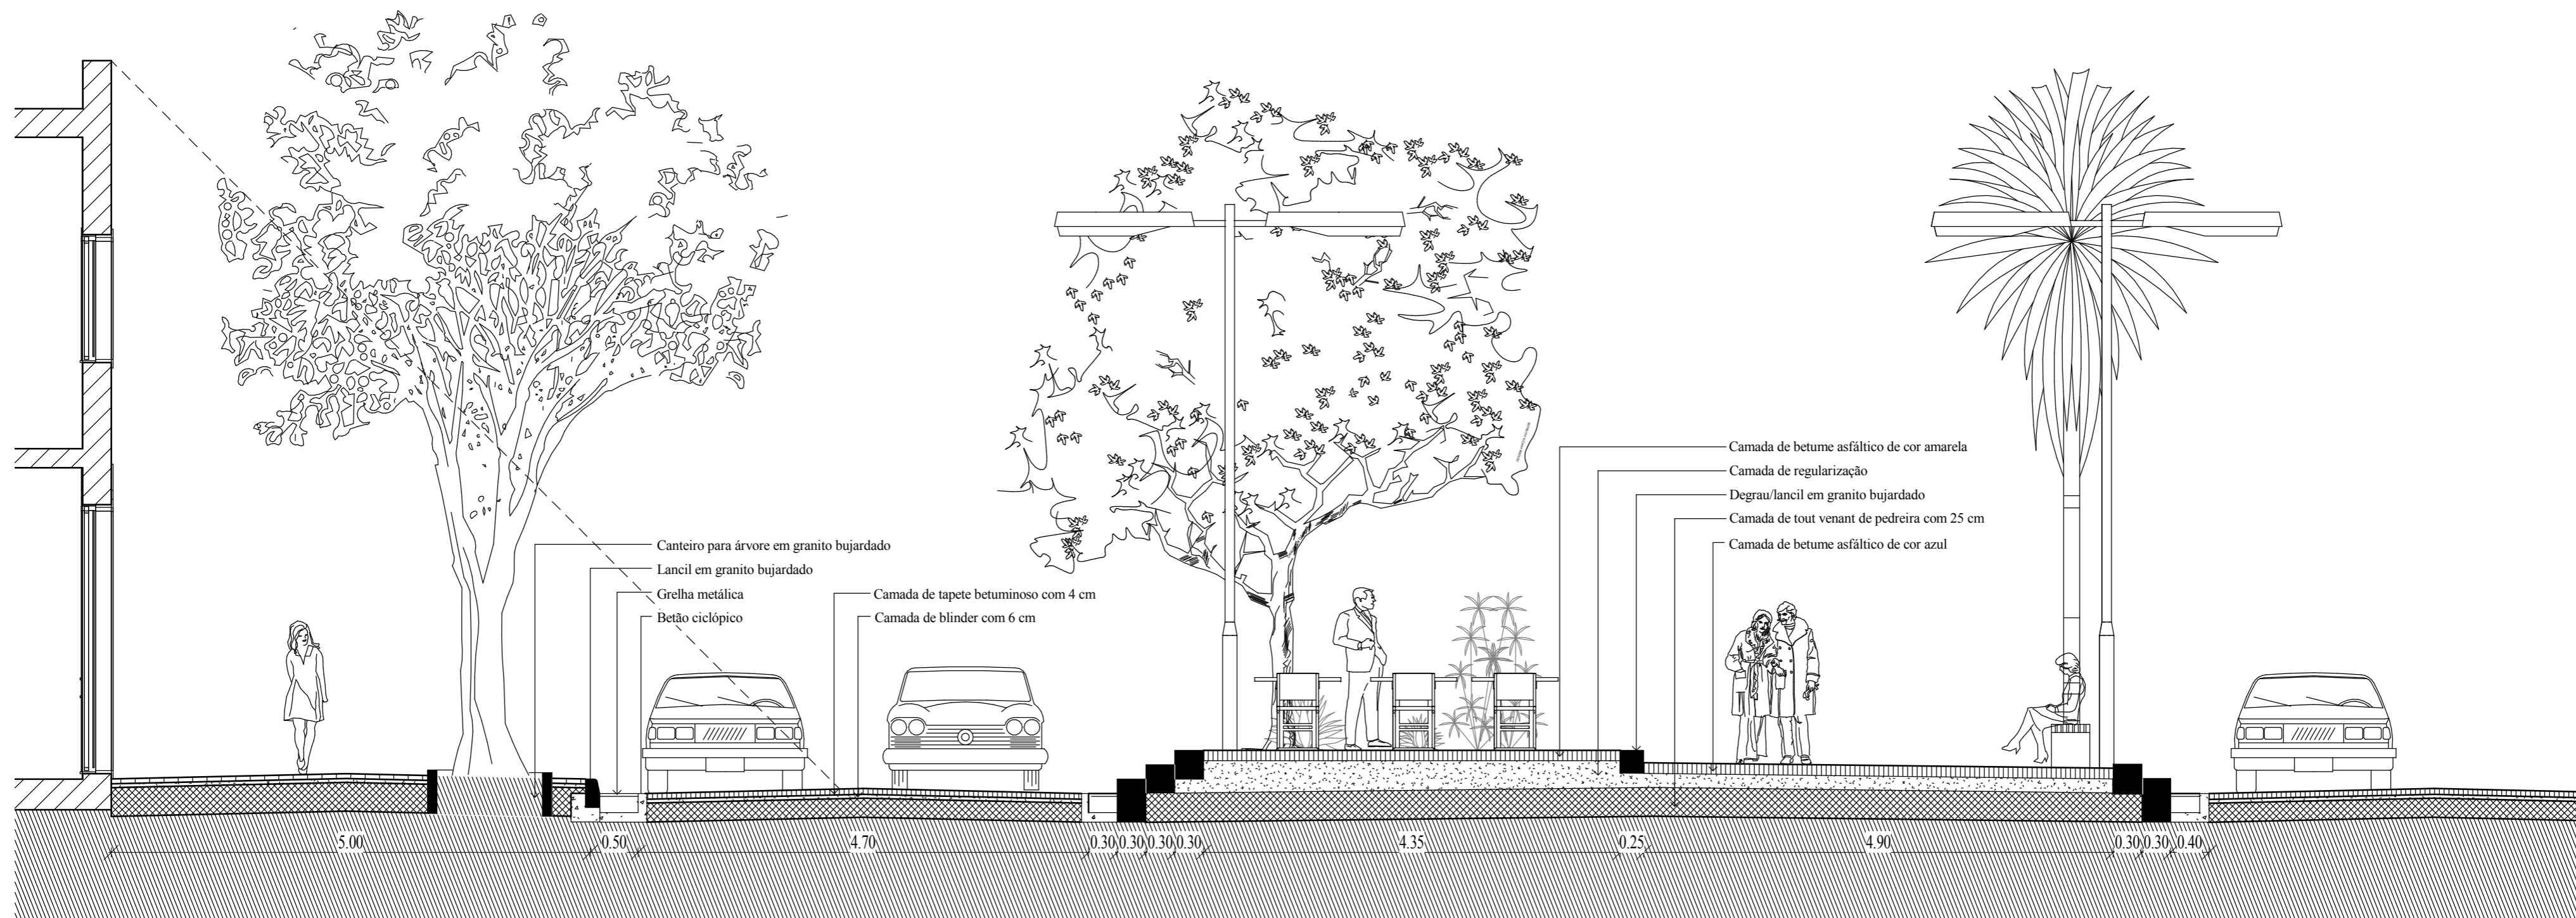 Camada de betume asfáltico de cor amarela
Camada de regularização
Degrau/lancil em granito bujardado
Camada de tout venant de pedreira com 25 cm
Camada de betume asfáltico de cor azul
Canteiro para árvore em granito bujardado
Lancil em granito bujardado
Grelha metálica
Betão ciclópico
Camada de tapete betuminoso com 4 cm
Camada de blinder com 6 cm
5.00 0.50 4.70 0.30 0.30 0.30 0.30 4.35 0.25 4.90 0.30 0.30 0.40